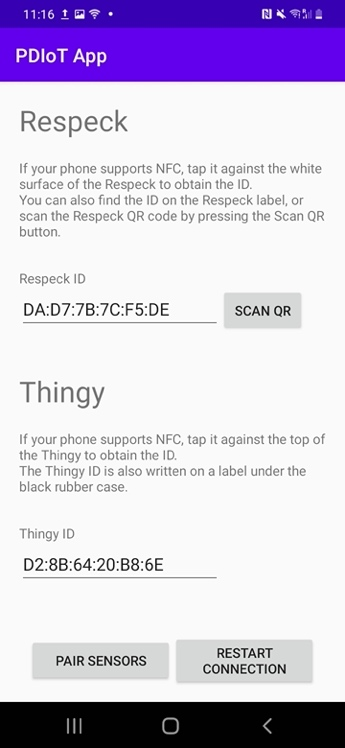 11:16
PDIoT App
Respeck
If your phone supports NFC, tap it against the white
surface of the Respeck to obtain the ID.
You can also find the ID on the Respeck label, or
scan the Respeck QR code by pressing the Scan QR
button.
Respeck ID
DA:D7:7B:7C:F5:DE
SCAN QR
Thingy
If your phone supports NFC, tap it against the top of
the Thingy to obtain the ID.
The Thingy ID is also written on a label under the
black rubber case.
Thingy ID
D2:8B:64:20:B8:6E
PAIR SENSORS
RESTART
CONNECTION